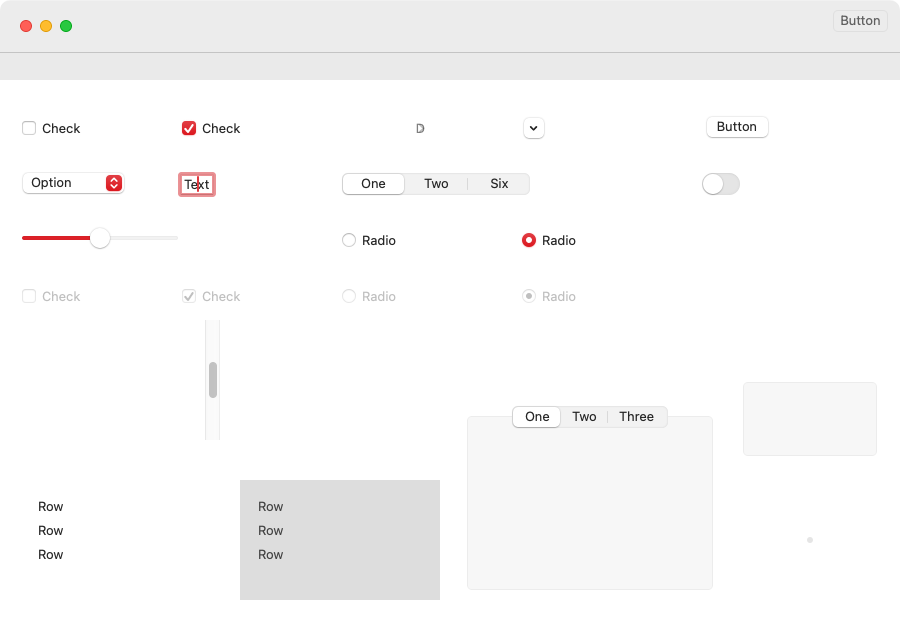 Button
Check Check D Button
Option Text One Two Six
Radio Radio
Check Check Radio Radio
One Two Three
Row Row
Row Row
Row Row